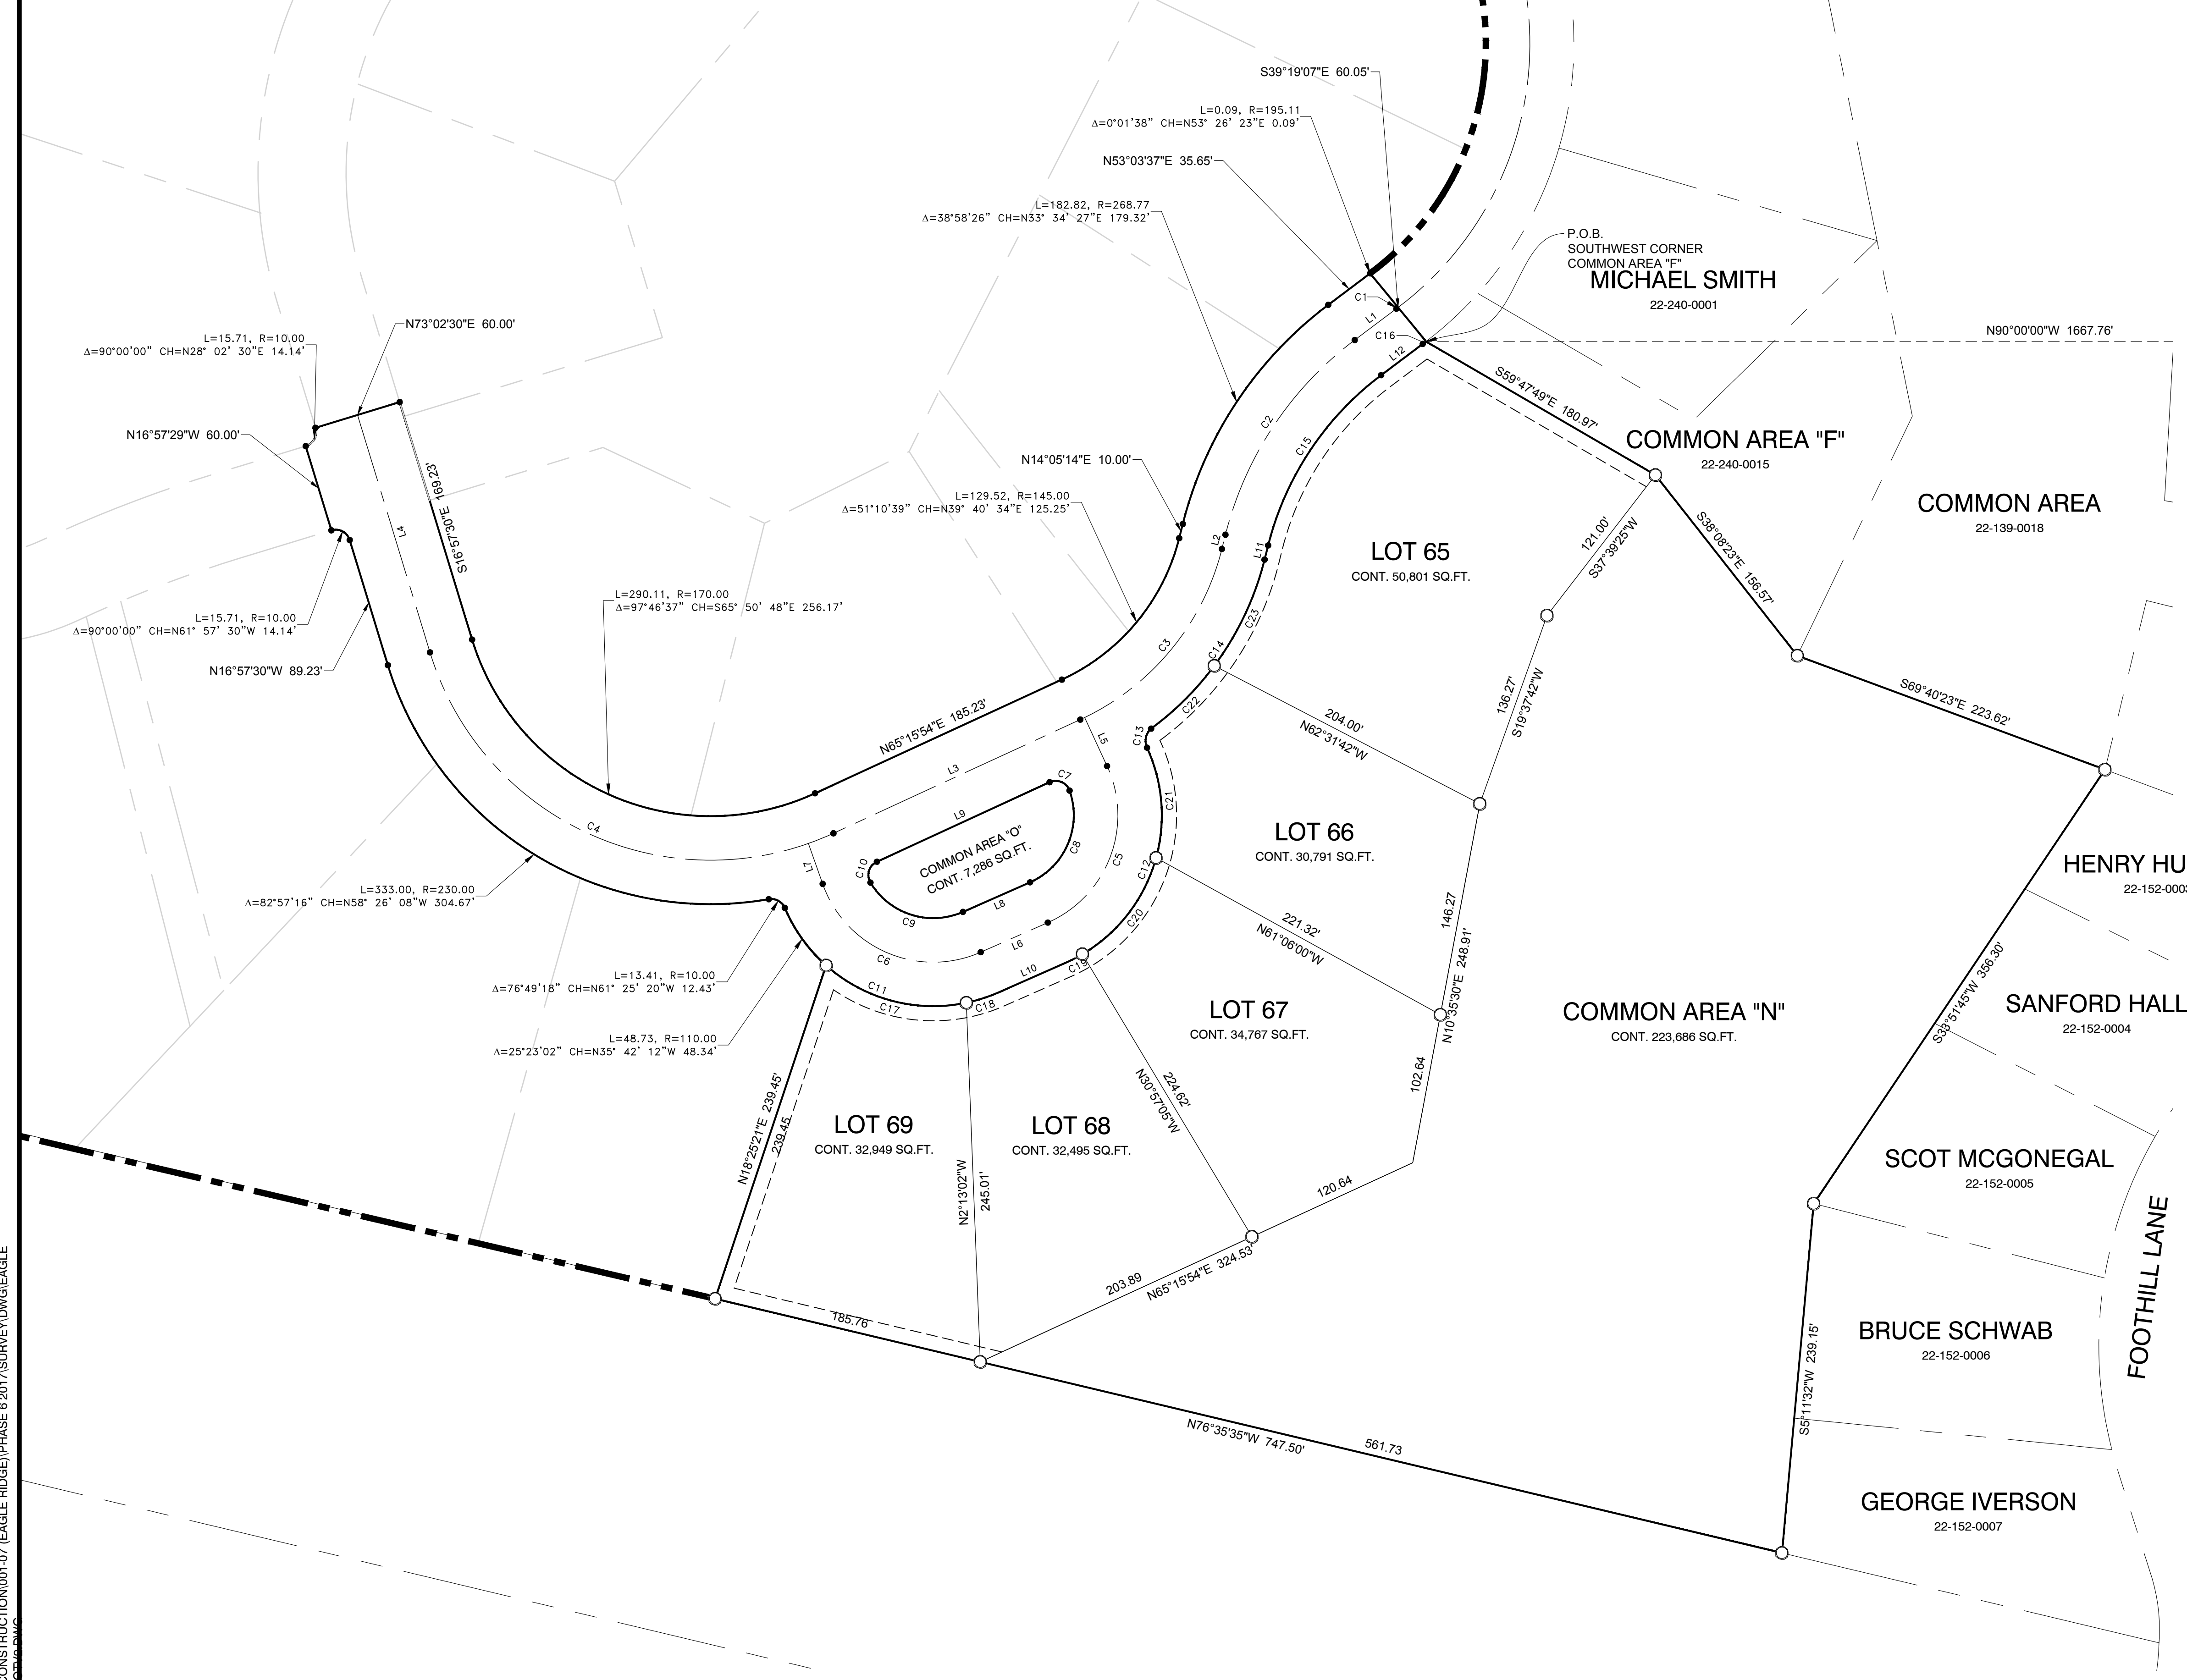 S39°19'07"E 60.05'
L=0.09, R=195.11
Δ=0°01'38" CH=N53° 26' 23"E 0.09'
N53°03'37"E 35.65'
L=182.82, R=268.77
Δ=38°58'26" CH=N33° 34' 27"E 179.32'
P.O.B.
SOUTHWEST CORNER
COMMON AREA "F"
MICHAEL SMITH
22-240-0001
N90°00'00"W 1667.76'
C1
L1
C16
L12
N73°02'30"E 60.00'
L=15.71, R=10.00
Δ=90°00'00" CH=N28° 02' 30"E 14.14'
N16°57'29"W 60.00'
S59°47'49"E 180.97'
COMMON AREA "F"
22-240-0015
COMMON AREA
22-139-0018
C2
C15
N14°05'14"E 10.00'
L=129.52, R=145.00
Δ=51°10'39" CH=N39° 40' 34"E 125.25'
S16°57'30"E 169.23'
L4
L2
L11
LOT 65
CONT. 50,801 SQ.FT.
121.00'
S37°39'25"W
S38°08'23"E 156.57'
L=290.11, R=170.00
Δ=97°46'37" CH=S65° 50' 48"E 256.17'
L=15.71, R=10.00
Δ=90°00'00" CH=N61° 57' 30"W 14.14'
N16°57'30"W 89.23'
C3
C23
C14
136.27'
S19°37'42"W
S69°40'23"E 223.62'
N65°15'54"E 185.23'
C22
C13
L5
L3
204.00'
N62°31'42"W
C7
C21
L9
C4
COMMON AREA "O"
CONT. 7,286 SQ.FT.
C10
L7
C8
C5
C12
LOT 66
CONT. 30,791 SQ.FT.
HENRY HU
22-152-0003
L=333.00, R=230.00
Δ=82°57'16" CH=N58° 26' 08"W 304.67'
L8
C9
C20
L6
C6
221.32'
N61°06'00"W
146.27
N10°35'30"E 248.91'
S33°51'45"W 356.30'
L=13.41, R=10.00
Δ=76°49'18" CH=N61° 25' 20"W 12.43'
L10
C19
C11
C17
C18
LOT 67
CONT. 34,767 SQ.FT.
COMMON AREA "N"
CONT. 223,686 SQ.FT.
SANFORD HALL
22-152-0004
L=48.73, R=110.00
Δ=25°23'02" CH=N35° 42' 12"W 48.34'
102.64
224.62'
N30°57'05"W
N18°25'21"E 239.45'
239.45
LOT 69
CONT. 32,949 SQ.FT.
LOT 68
CONT. 32,495 SQ.FT.
SCOT MCGONEGAL
22-152-0005
N2°13'02"W
245.01'
120.64
203.89
N65°15'54"E 324.53'
FOOTHILL LANE
185.76
BRUCE SCHWAB
22-152-0006
S5°11'32"W 239.15'
N76°35'35"W 747.50'
561.73
GEORGE IVERSON
22-152-0007
CONSTRUCTION\001-07 (EAGLE RIDGE)\PHASE 6 2017\SURVEY\DWG\EAGLE